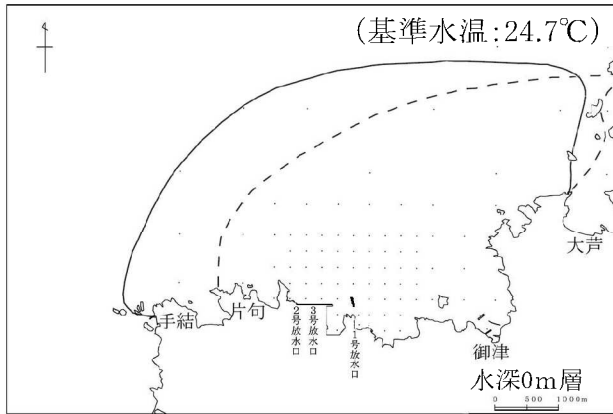 (基準水温:24.7℃)
大芦
手結
片句
2号放水口
3号放水口
1号放水口
御津
水深0m層
0 500 1000m